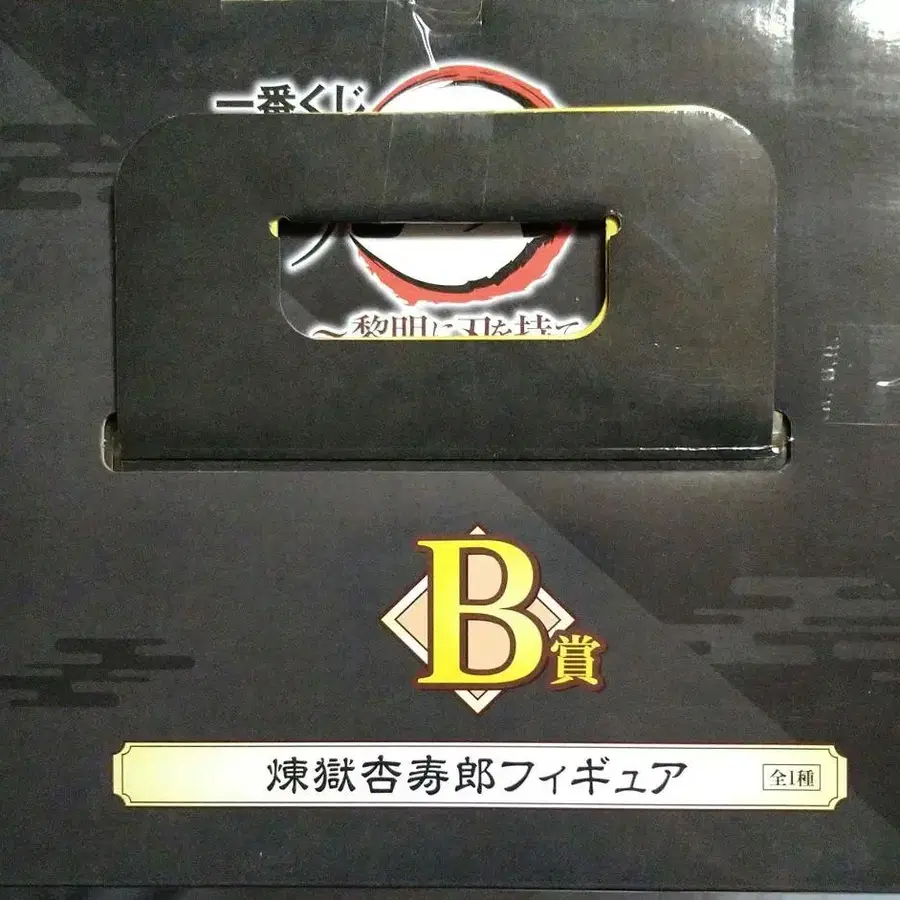 一番くじ
～黎明に刃を持て
B賞
煉獄杏寿郎フィギュア 全1種